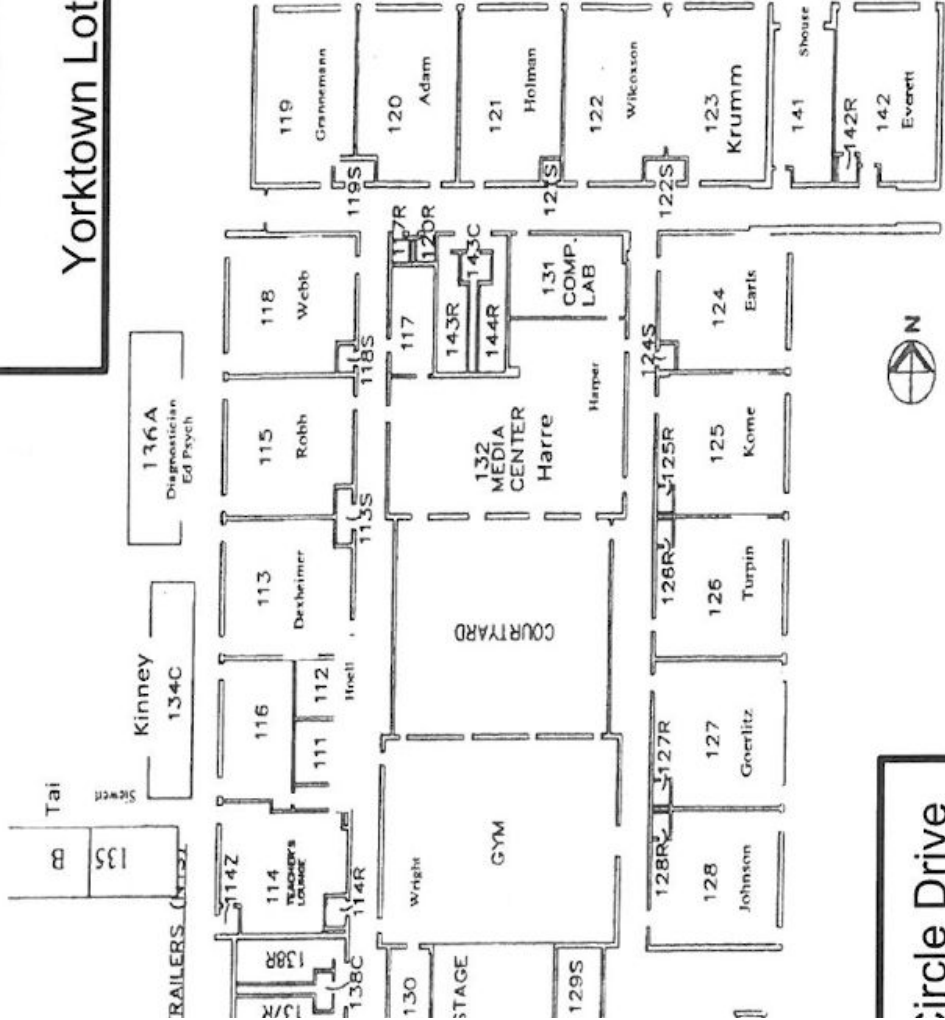 Yorktown Lot
119
Grannemann
120
Adam
121
Holman
122
Wilcoxson
123
Krumm
141
Shouse
142R
142
Everett
119S
121S
122S
117R
120R
143C
118
Webb
118S
117
143R
144R
131
COMP.
LAB
124
Earls
124S
N
136A
Diagnostician
Ed Psych
115
Robb
113S
132
MEDIA
CENTER
Harre
Harper
125R
125
Kome
113
Dexheimer
COURTYARD
126R
126
Turpin
Kinney
134C
116
112
Hoell
111
127R
127
Goerlitz
Tai
Siewert
B
135
114Z
114
TEACHER'S
LOUNGE
114R
Wright
GYM
128R
128
Johnson
138R
137R
138C
130
STAGE
129S
Circle Drive